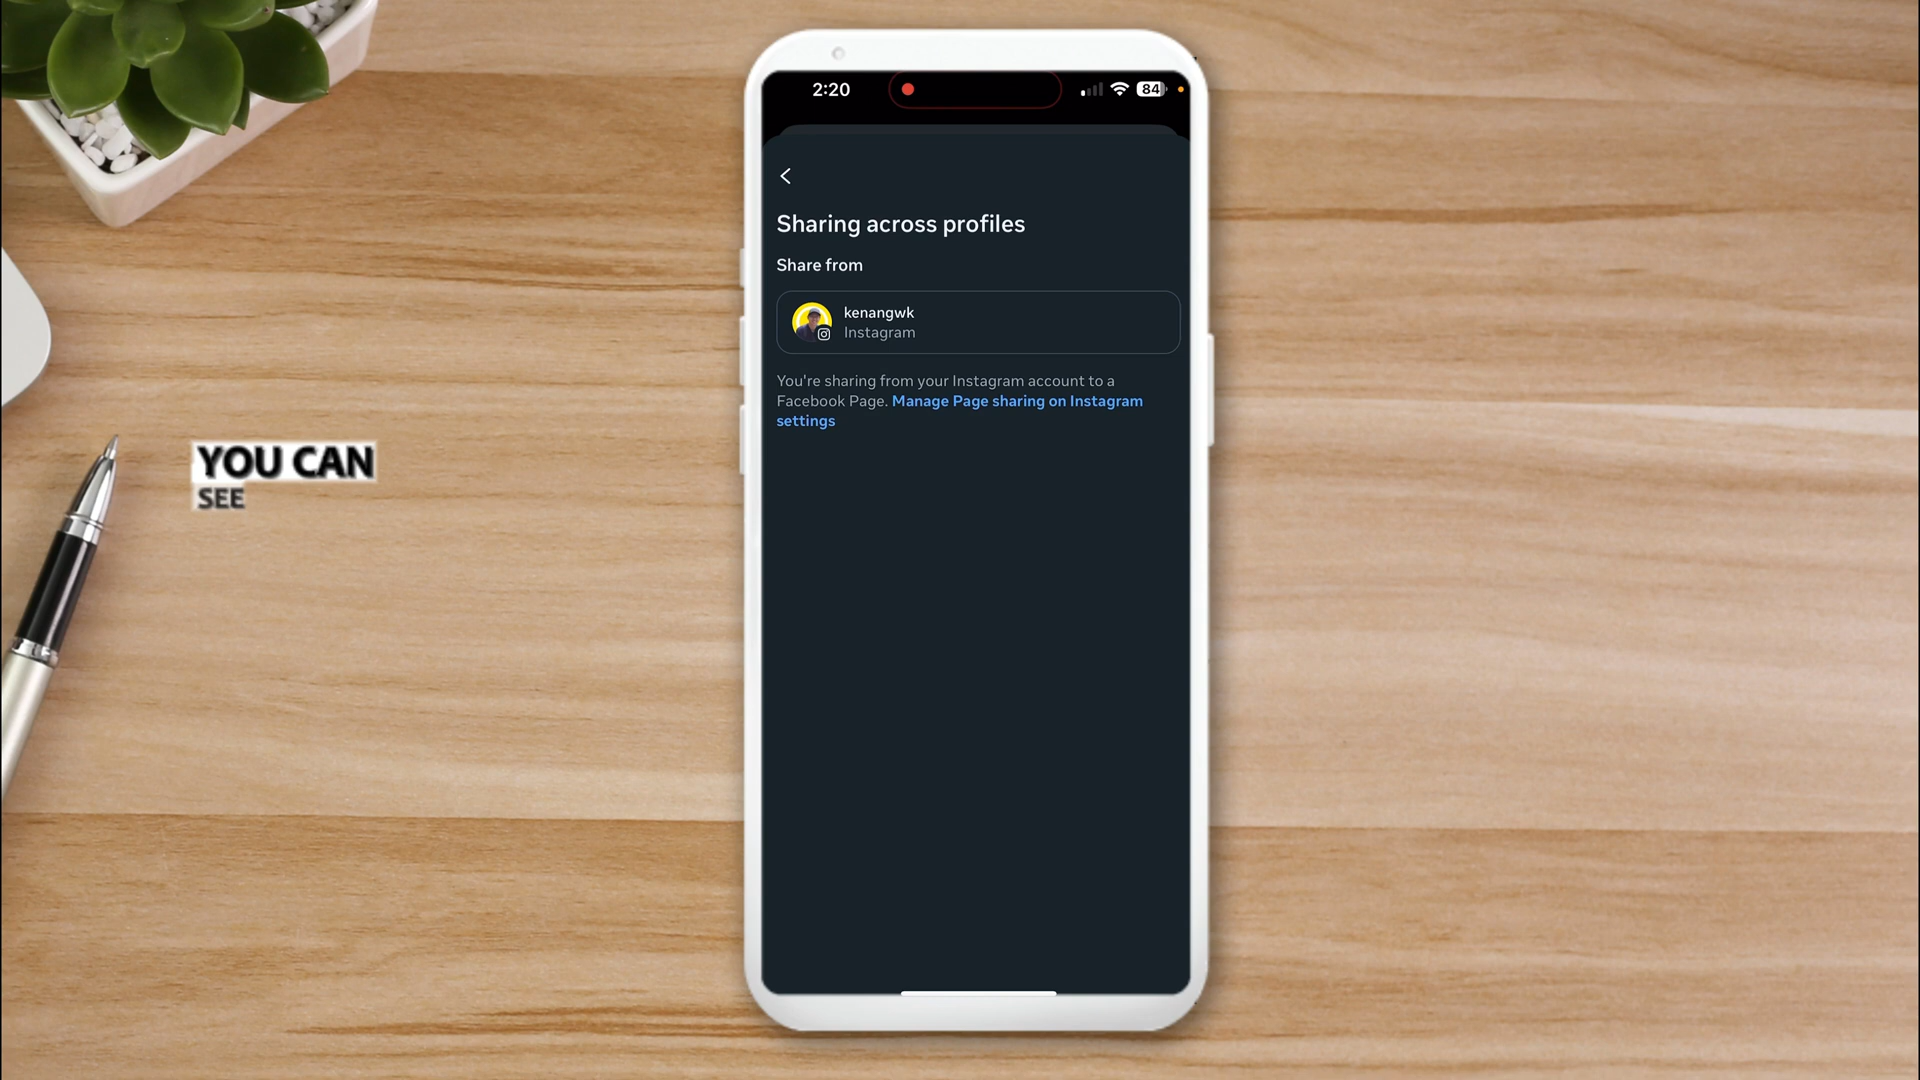 2:20
84
Sharing across profiles
Share from
kenangwk
Instagram
You're sharing from your Instagram account to a
Facebook Page. Manage Page sharing on Instagram
settings
YOU CAN
SEE